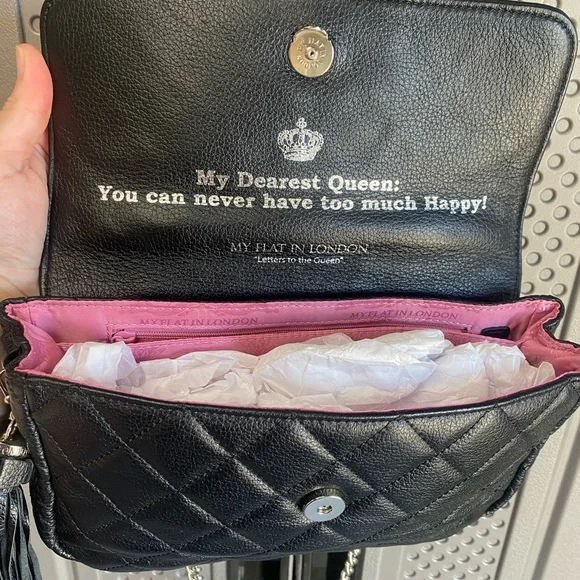 My Dearest Queen:
You can never have too much Happy!
MY FLAT IN LONDON
"Letters to the Queen"
MY FLAT IN LONDON MY FLAT IN LONDON